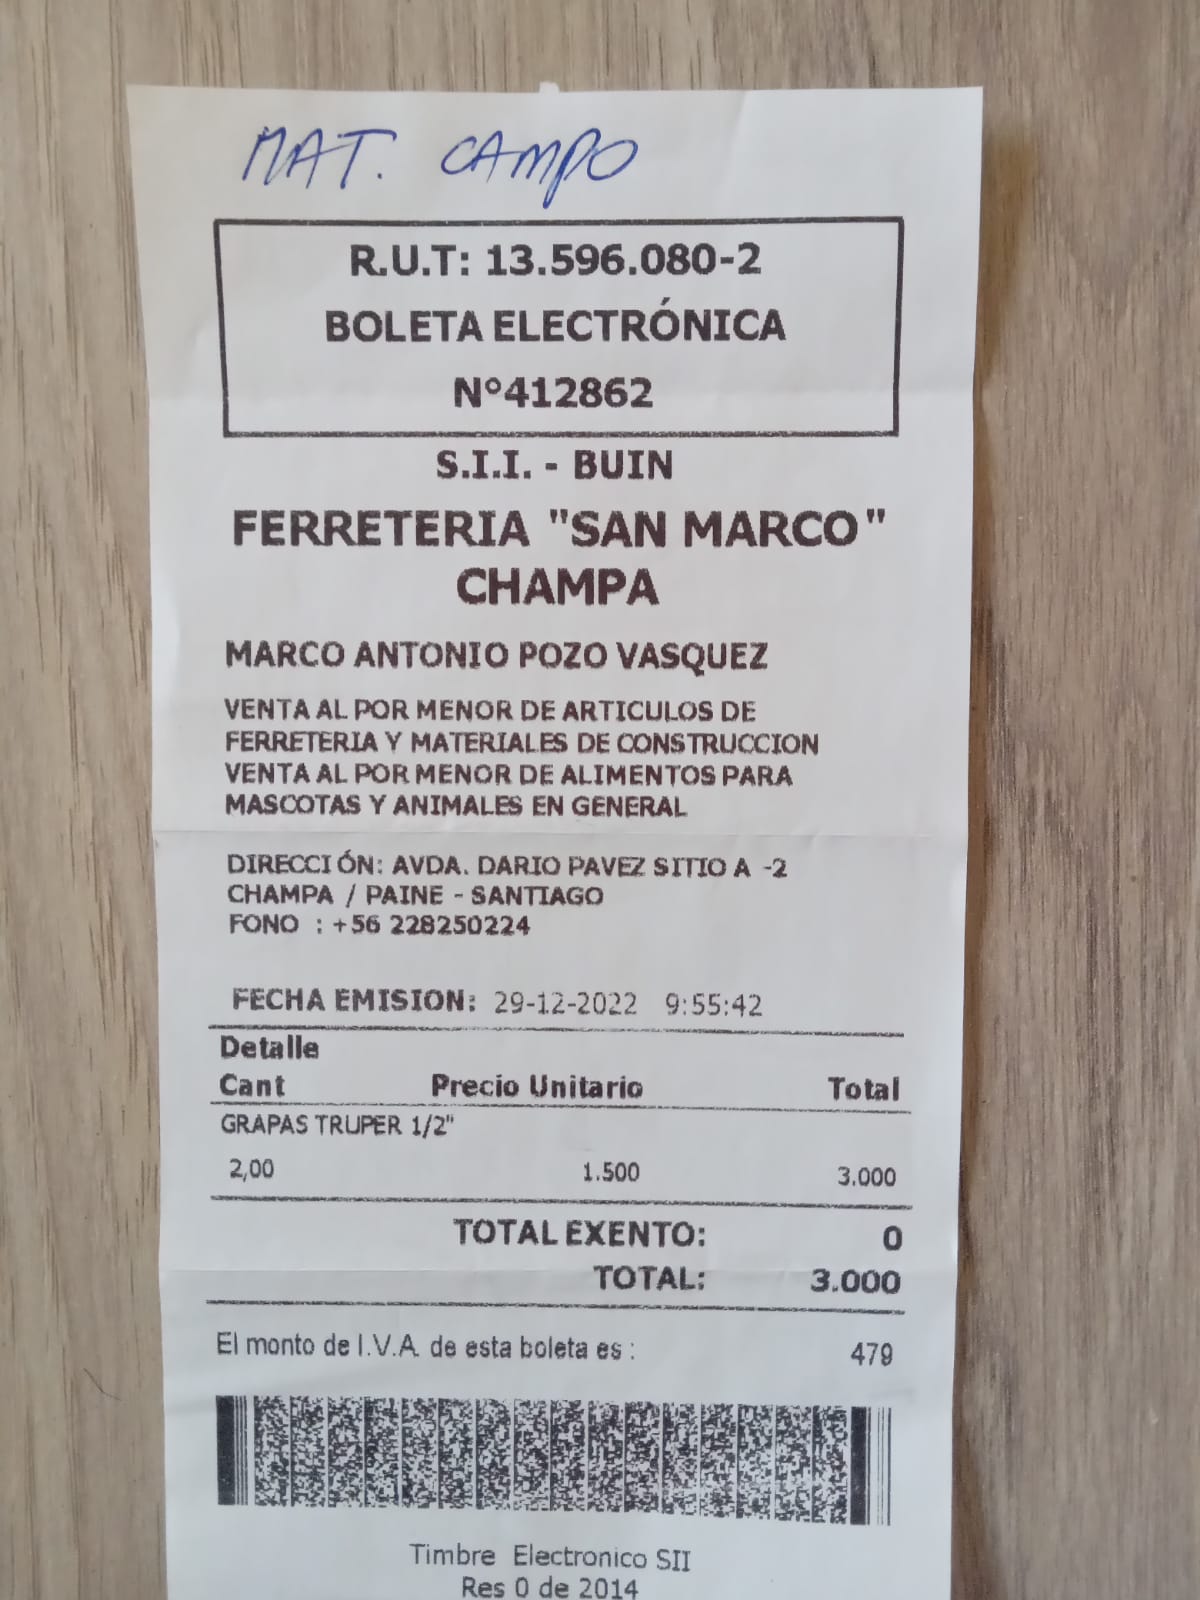 MAT. CAMPO
R.U.T: 13.596.080-2
BOLETA ELECTRÓNICA
Nº412862
S.I.I. - BUIN
FERRETERIA "SAN MARCO"
CHAMPA
MARCO ANTONIO POZO VASQUEZ
VENTA AL POR MENOR DE ARTICULOS DE
FERRETERIA Y MATERIALES DE CONSTRUCCION
VENTA AL POR MENOR DE ALIMENTOS PARA
MASCOTAS Y ANIMALES EN GENERAL
DIRECCIÓN: AVDA. DARIO PAVEZ SITIO A -2
CHAMPA / PAINE - SANTIAGO
FONO : +56 228250224
FECHA EMISION: 29-12-2022 9:55:42
Detalle
Cant Precio Unitario Total
GRAPAS TRUPER 1/2"
2,00 1.500 3.000
TOTAL EXENTO: 0
TOTAL: 3.000
El monto de I.V.A. de esta boleta es : 479
Timbre Electronico SII
Res 0 de 2014